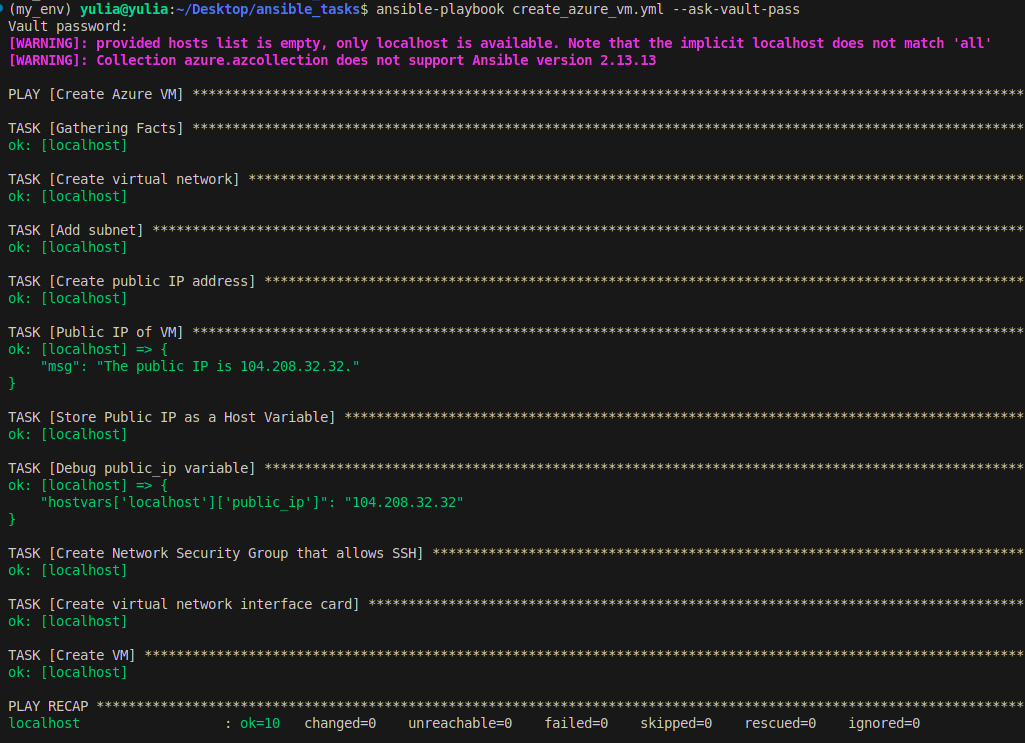 (my_env) yulia@yulia:~/Desktop/ansible_tasks$ ansible-playbook create_azure_vm.yml --ask-vault-pass
Vault password:
[WARNING]: provided hosts list is empty, only localhost is available. Note that the implicit localhost does not match 'all'
[WARNING]: Collection azure.azcollection does not support Ansible version 2.13.13

PLAY [Create Azure VM] ********************************************************************************************************

TASK [Gathering Facts] ********************************************************************************************************
ok: [localhost]

TASK [Create virtual network] *************************************************************************************************
ok: [localhost]

TASK [Add subnet] *************************************************************************************************************
ok: [localhost]

TASK [Create public IP address] ***********************************************************************************************
ok: [localhost]

TASK [Public IP of VM] ********************************************************************************************************
ok: [localhost] => {
    "msg": "The public IP is 104.208.32.32."
}

TASK [Store Public IP as a Host Variable] *************************************************************************************
ok: [localhost]

TASK [Debug public_ip variable] ***********************************************************************************************
ok: [localhost] => {
    "hostvars['localhost']['public_ip']": "104.208.32.32"
}

TASK [Create Network Security Group that allows SSH] **************************************************************************
ok: [localhost]

TASK [Create virtual network interface card] **********************************************************************************
ok: [localhost]

TASK [Create VM] **************************************************************************************************************
ok: [localhost]

PLAY RECAP ********************************************************************************************************************
localhost                  : ok=10   changed=0    unreachable=0    failed=0    skipped=0    rescued=0    ignored=0